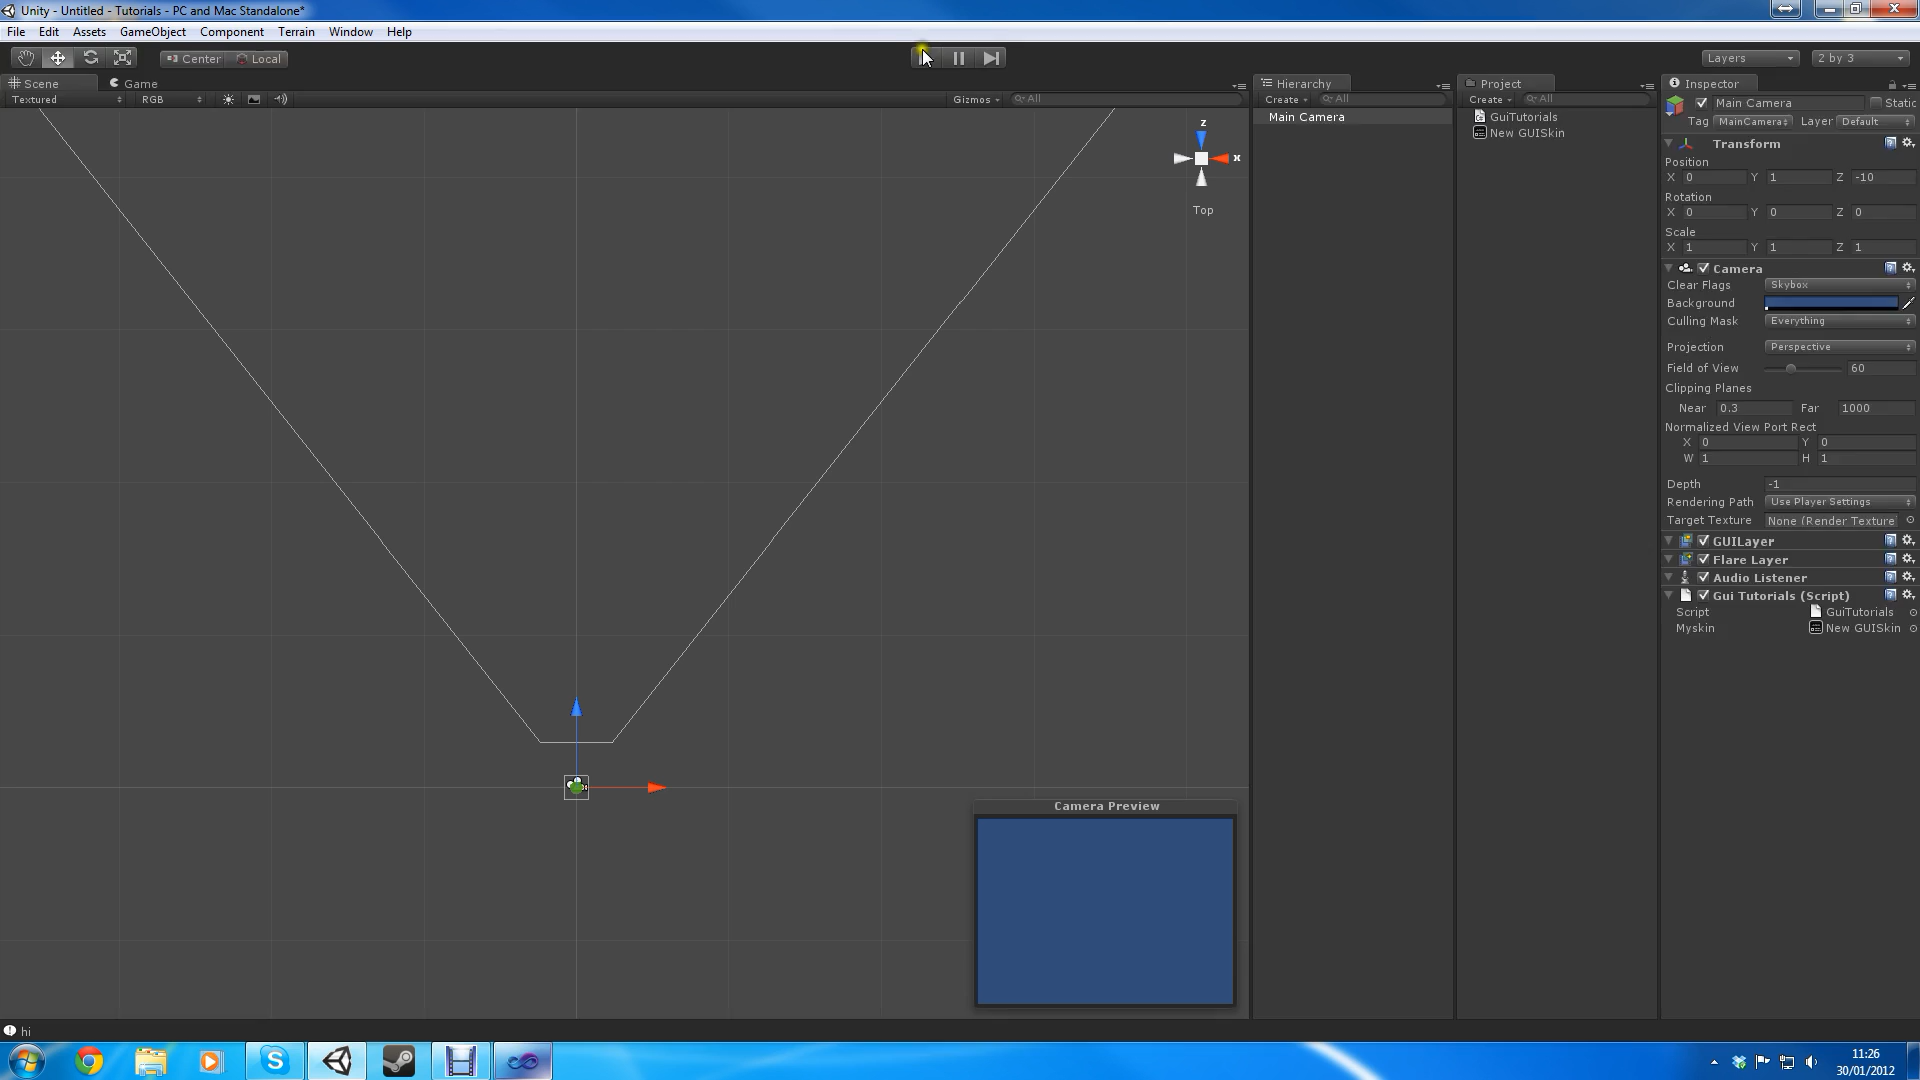 Unity - Untitled - Tutorials - PC and Mac Standalone*
File Edit Assets GameObject Component Terrain Window Help
Center Local Layers 2 by 3
Scene Game
Textured RGB Gizmos All
Top
z
x
Camera Preview
Hierarchy
Create All
Main Camera
Project
Create All
GuiTutorials
New GUISkin
Inspector
Main Camera Static
Tag MainCamera Layer Default
Transform
Position
X 0 Y 1 Z -10
Rotation
X 0 Y 0 Z 0
Scale
X 1 Y 1 Z 1
Camera
Clear Flags Skybox
Background
Culling Mask Everything
Projection Perspective
Field of View 60
Clipping Planes
Near 0.3 Far 1000
Normalized View Port Rect
X 0 Y 0
W 1 H 1
Depth -1
Rendering Path Use Player Settings
Target Texture None (Render Texture
GUILayer
Flare Layer
Audio Listener
Gui Tutorials (Script)
Script GuiTutorials
Myskin New GUISkin
hi
11:26
30/01/2012